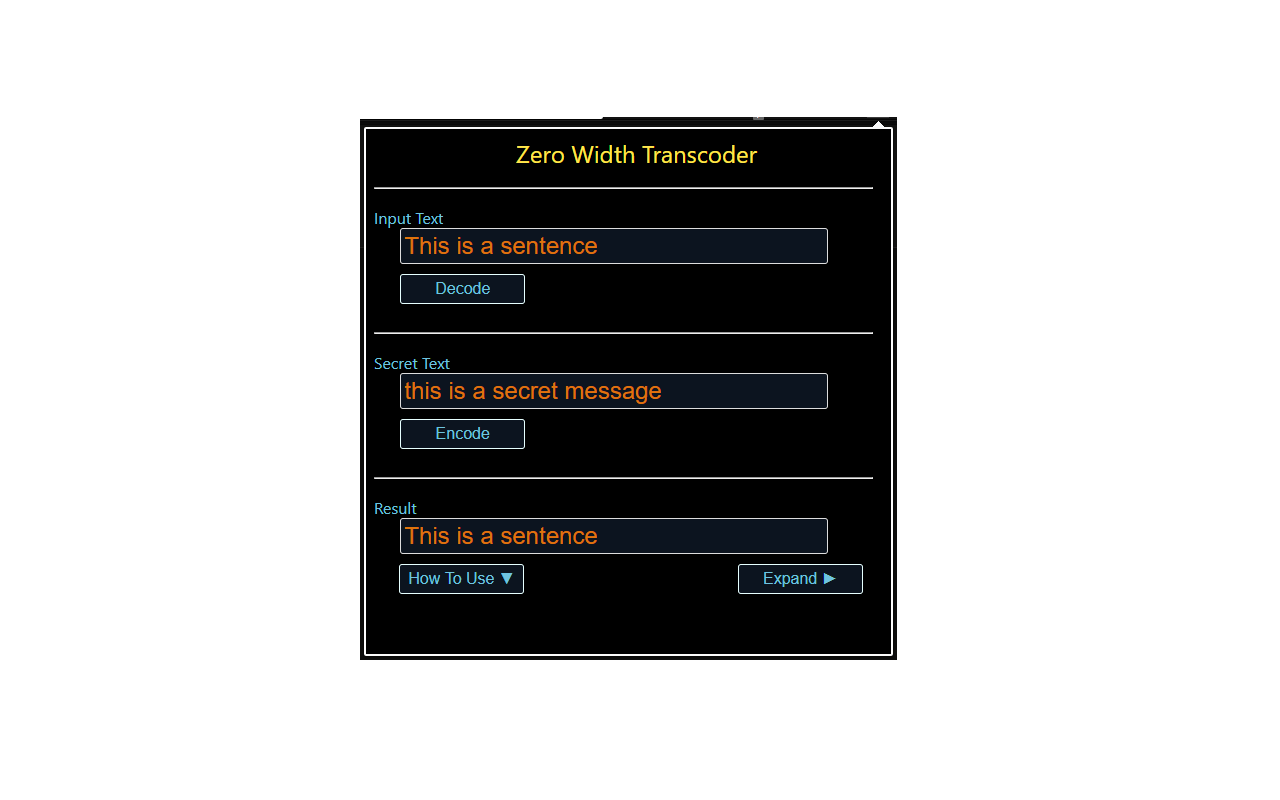 Zero Width Transcoder
Input Text
This is a sentence
Decode
Secret Text
this is a secret message
Encode
Result
This is a sentence
How To Use ▼
Expand ►